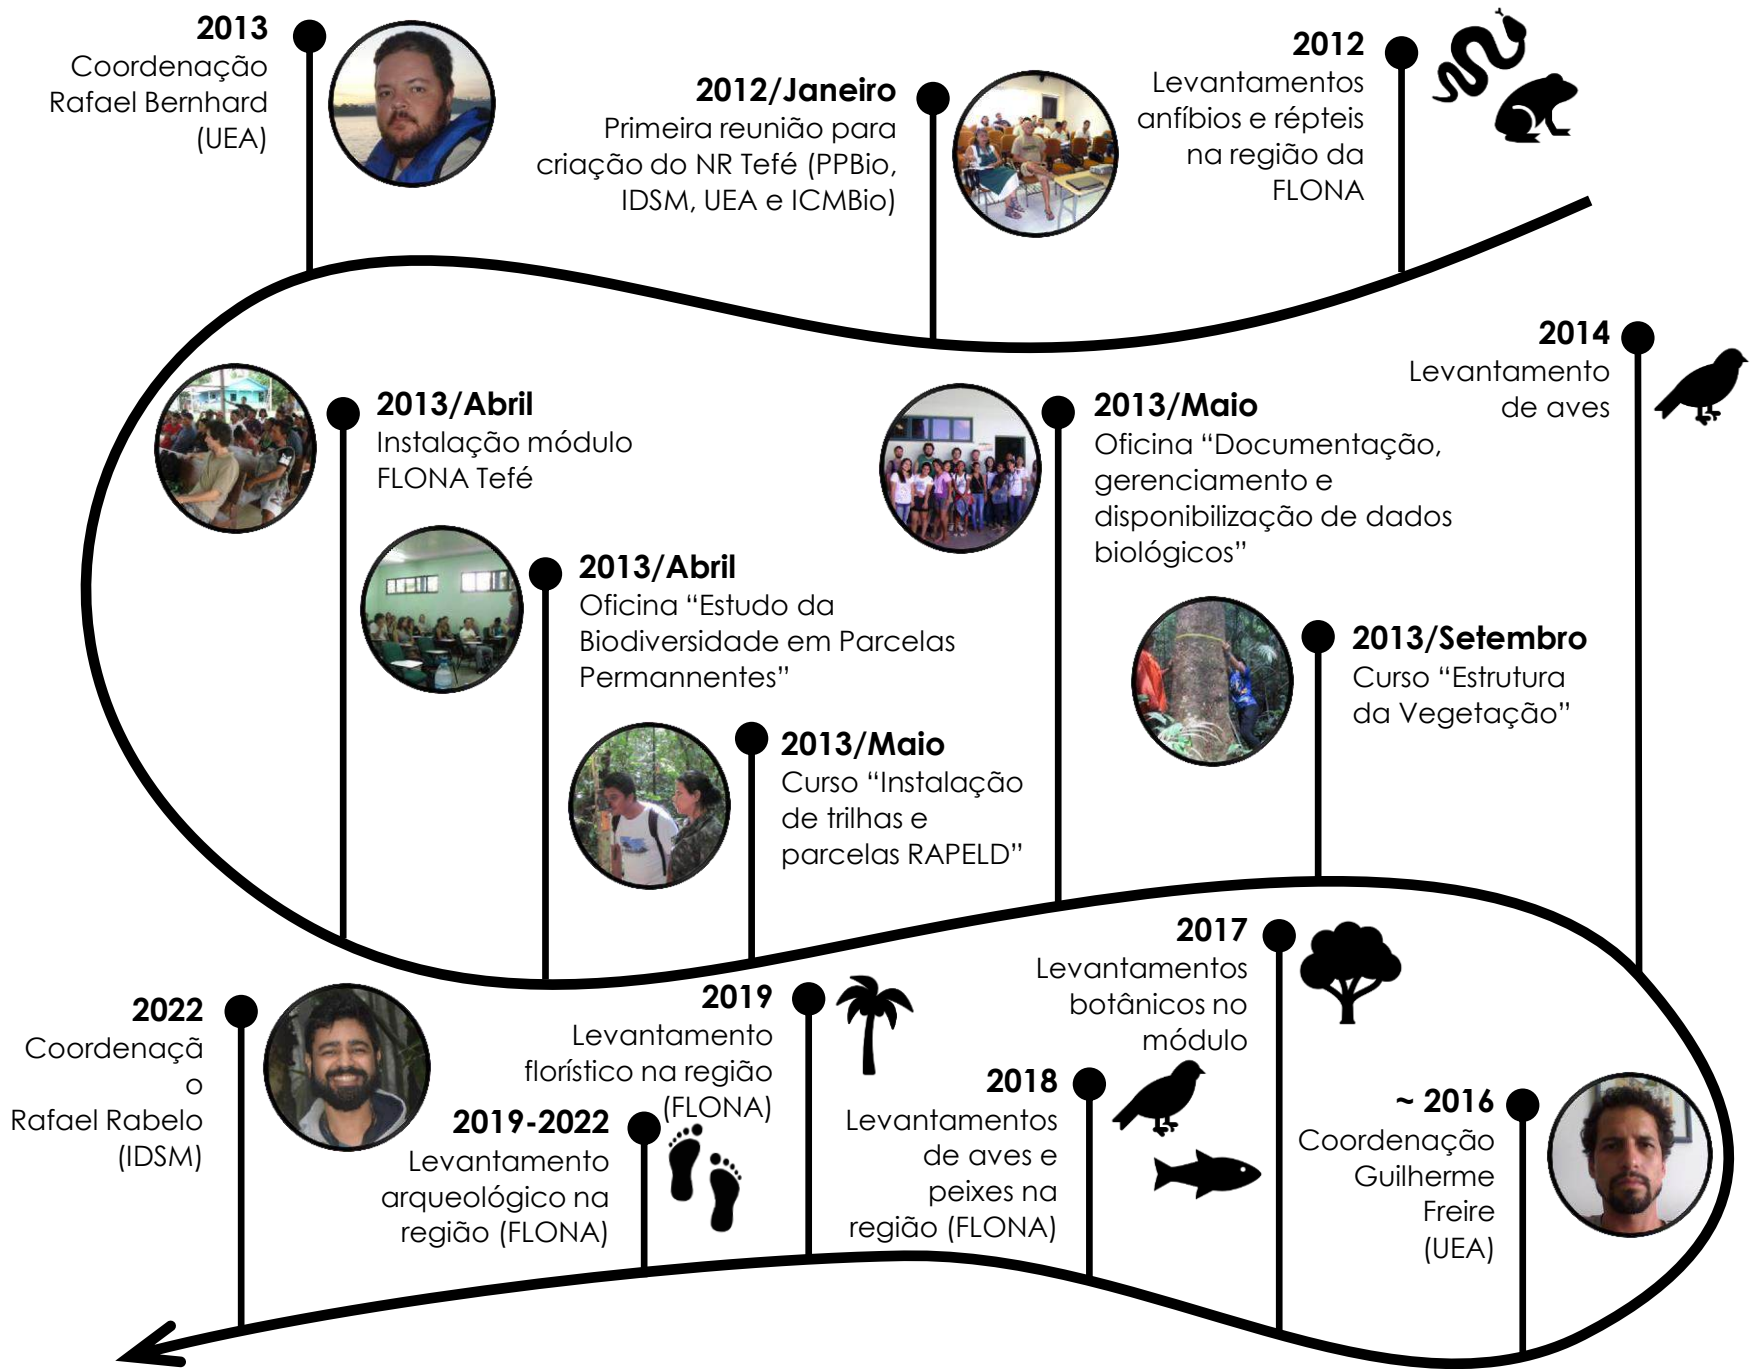 2013
Coordenação
Rafael Bernhard
(UEA)
2012/Janeiro
Primeira reunião para
criação do NR Tefé (PPBio,
IDSM, UEA e ICMBio)
2012
Levantamentos
anfíbios e répteis
na região da
FLONA
2013/Abril
Instalação módulo
FLONA Tefé
2013/Abril
Oficina “Estudo da
Biodiversidade em Parcelas
Permannentes”
2013/Maio
Curso “Instalação
de trilhas e
parcelas RAPELD”
2013/Maio
Oficina “Documentação,
gerenciamento e
disponibilização de dados
biológicos”
2013/Setembro
Curso “Estrutura
da Vegetação”
2014
Levantamento
de aves
2022
Coordenaçã
o
Rafael Rabelo
(IDSM)
2019-2022
Levantamento
arqueológico na
região (FLONA)
2019
Levantamento
florístico na região
(FLONA)
2018
Levantamentos
de aves e
peixes na
região (FLONA)
2017
Levantamentos
botânicos no
módulo
~ 2016
Coordenação
Guilherme
Freire
(UEA)